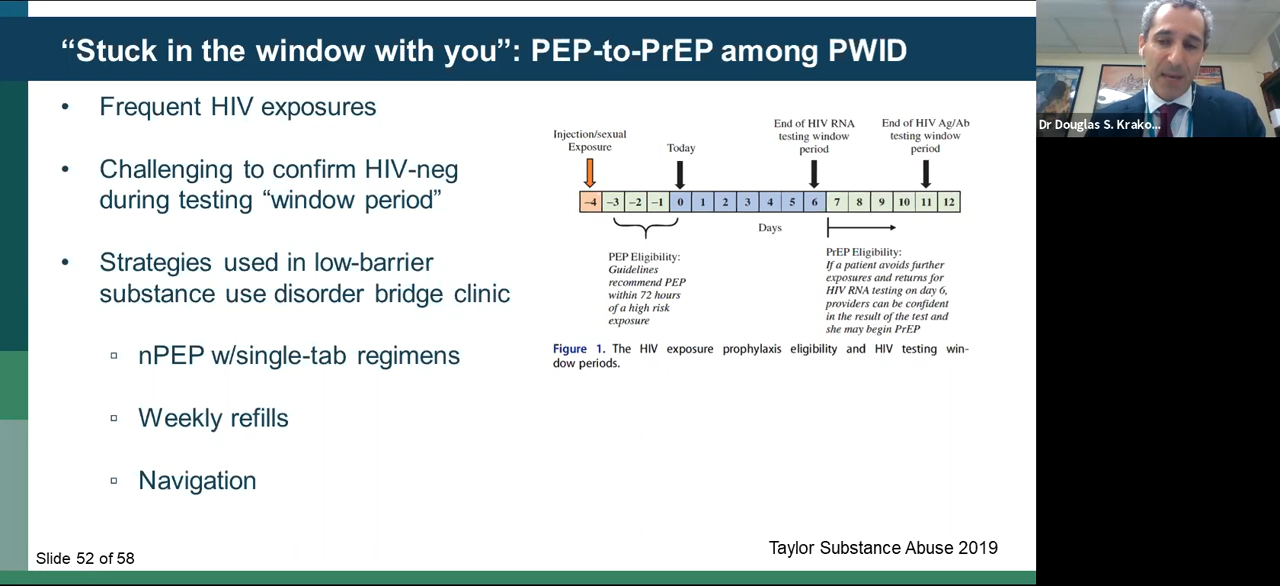 “Stuck in the window with you”: PEP-to-PrEP among PWID
• Frequent HIV exposures
• Challenging to confirm HIV-neg
during testing “window period”
• Strategies used in low-barrier
substance use disorder bridge clinic
▫ nPEP w/single-tab regimens
▫ Weekly refills
▫ Navigation
Injection/sexual
Exposure
Today
End of HIV RNA
testing window
period
End of HIV Ag/Ab
testing window
period
−4 −3 −2 −1 0 1 2 3 4 5 6 7 8 9 10 11 12
Days
PEP Eligibility:
Guidelines
recommend PEP
within 72 hours
of a high risk
exposure
PrEP Eligibility:
If a patient avoids further
exposures and returns for
HIV RNA testing on day 6,
providers can be confident
in the result of the test and
she may begin PrEP
Figure 1. The HIV exposure prophylaxis eligibility and HIV testing win-
dow periods.
Taylor Substance Abuse 2019
Slide 52 of 58
Dr Douglas S. Krako...